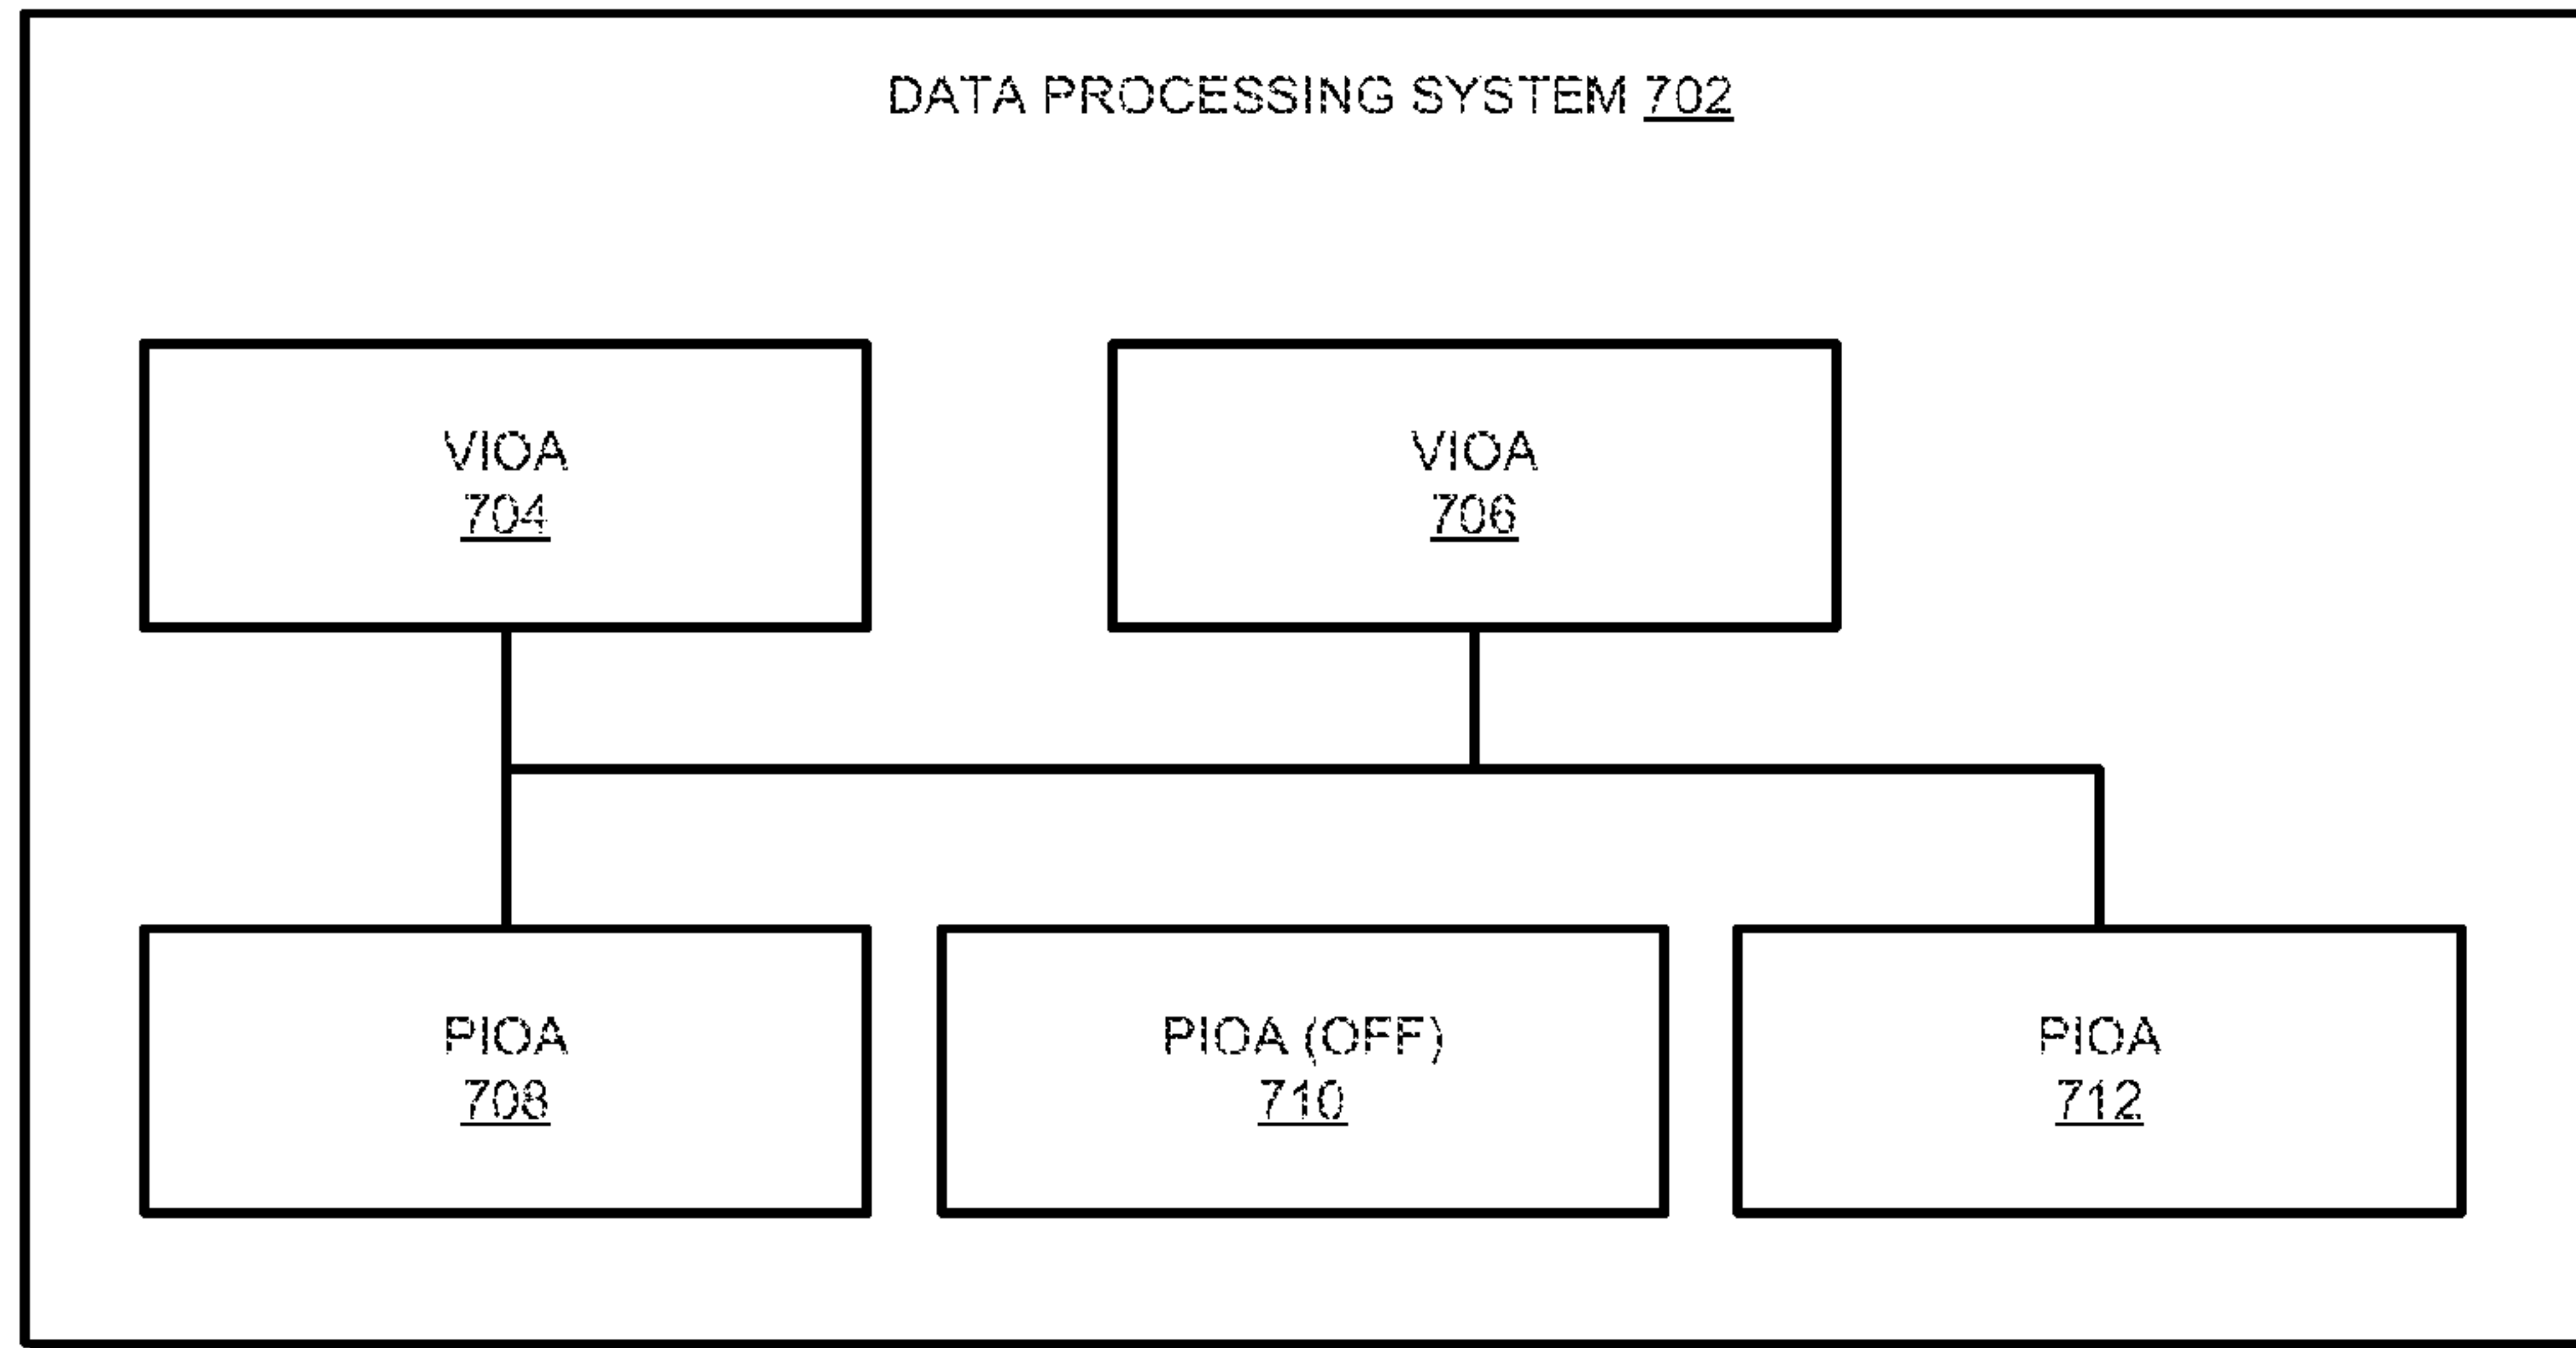 DATA PROCESSING SYSTEM 702
VIOA
704
VIOA
706
PIOA
708
PIOA (OFF)
710
PIOA
712